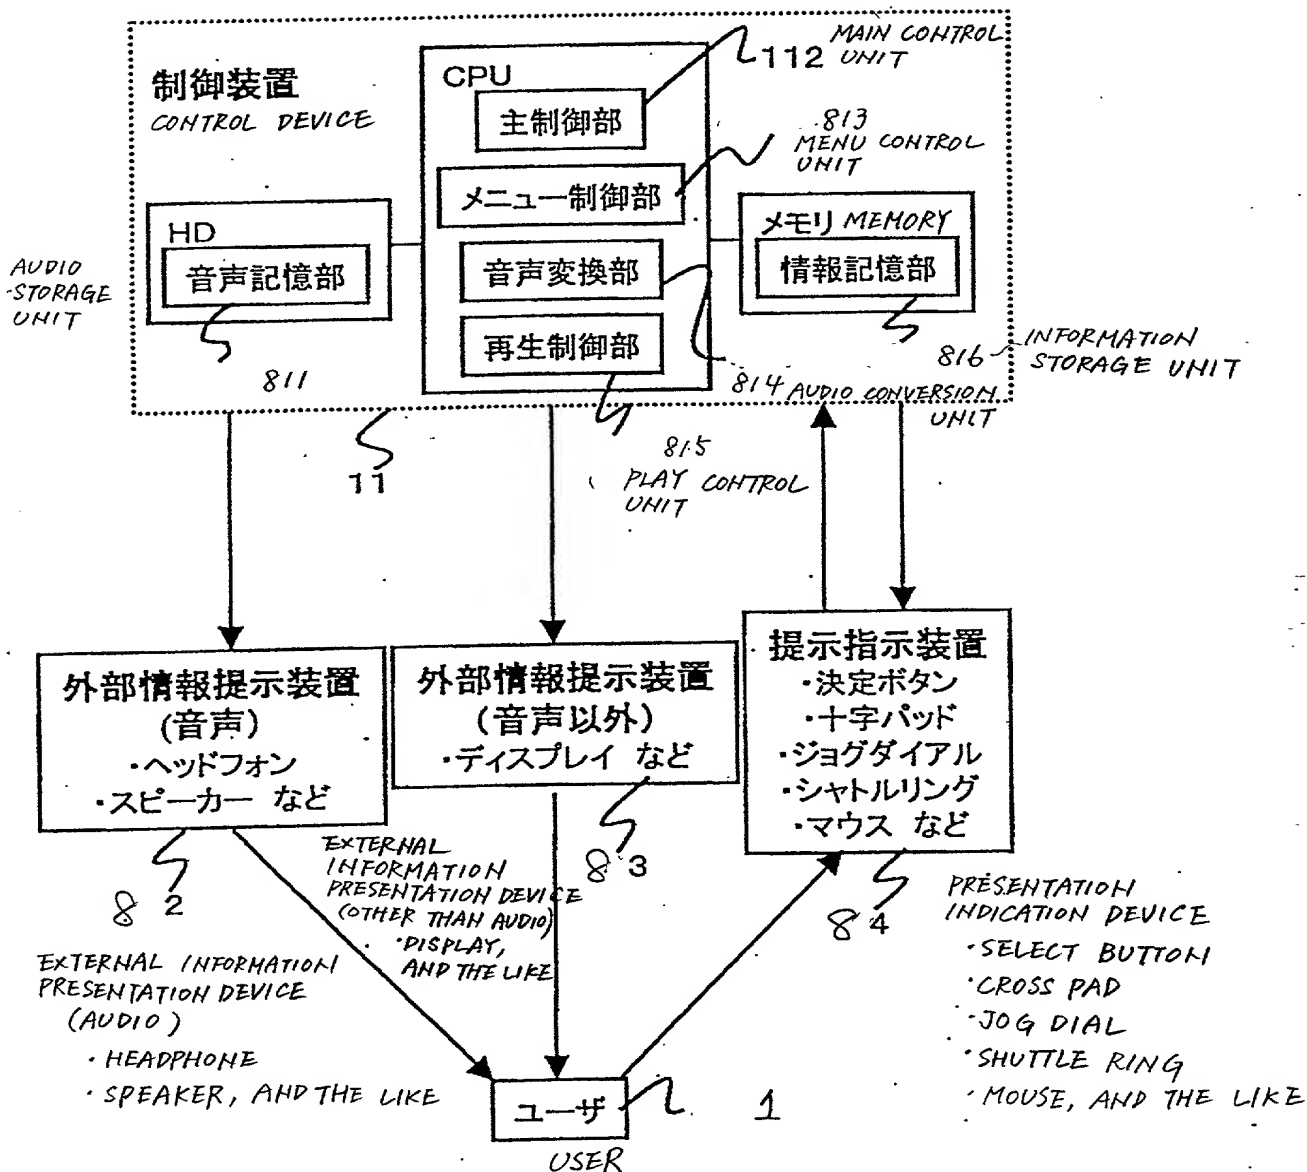 制御装置
CONTROL DEVICE
CPU
主制御部
112
MAIN CONTROL
UNIT
メニュー制御部
813
MENU CONTROL
UNIT
HD
音声記憶部
AUDIO
STORAGE
UNIT
811
音声変換部
814 AUDIO CONVERSION
UNIT
再生制御部
815
PLAY CONTROL
UNIT
メモリ MEMORY
情報記憶部
816
INFORMATION
STORAGE UNIT
11
外部情報提示装置
(音声)
・ヘッドフォン
・スピーカー など
82
EXTERNAL INFORMATION
PRESENTATION DEVICE
(AUDIO)
・HEADPHONE
・SPEAKER, AND THE LIKE
外部情報提示装置
(音声以外)
・ディスプレイ など
83
EXTERNAL
INFORMATION
PRESENTATION DEVICE
(OTHER THAN AUDIO)
・DISPLAY,
AND THE LIKE
提示指示装置
・決定ボタン
・十字パッド
・ジョグダイアル
・シャトルリング
・マウス など
84
PRESENTATION
INDICATION DEVICE
・SELECT BUTTON
・CROSS PAD
・JOG DIAL
・SHUTTLE RING
・MOUSE, AND THE LIKE
ユーザ
1
USER